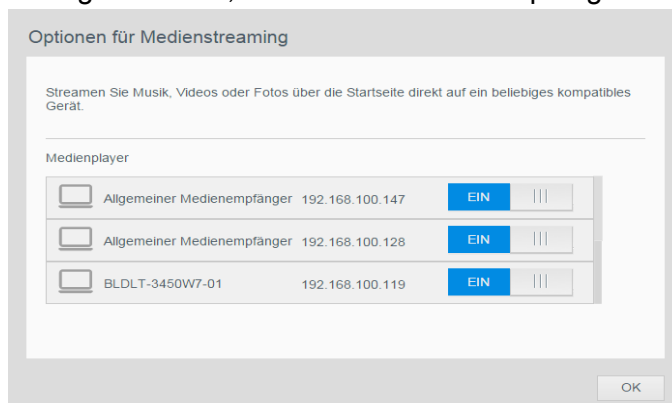 Optionen für Medienstreaming
Streamen Sie Musik, Videos oder Fotos über die Startseite direkt auf ein beliebiges kompatibles
Gerät.
Medienplayer
Allgemeiner Medienempfänger 192.168.100.147 EIN
Allgemeiner Medienempfänger 192.168.100.128 EIN
BLDLT-3450W7-01 192.168.100.119 EIN
OK